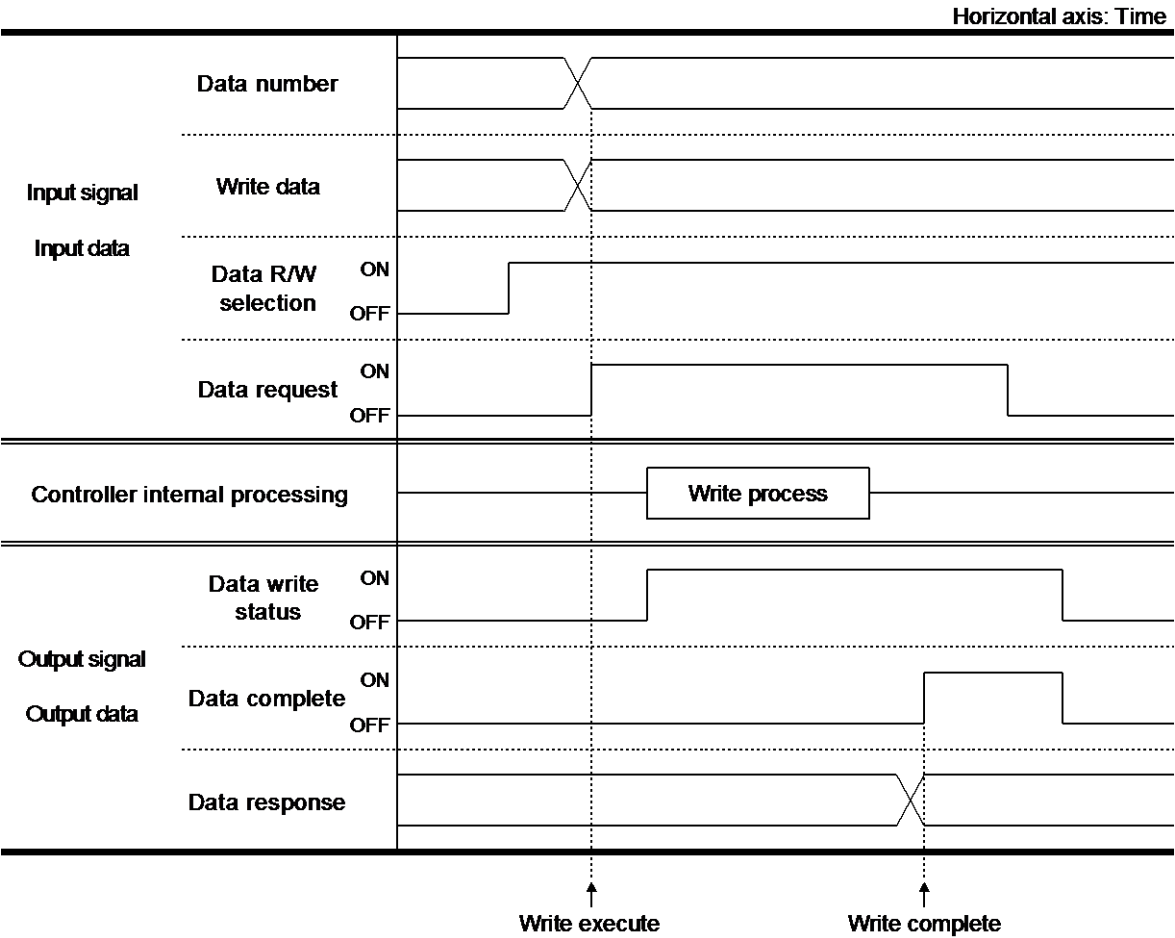 Horizontal axis: Time
Input signal
Input data
Data number
Write data
Data R/W
selection
ON
OFF
Data request
ON
OFF
Controller internal processing
Write process
Output signal
Output data
Data write
status
ON
OFF
Data complete
ON
OFF
Data response
Write execute
Write complete